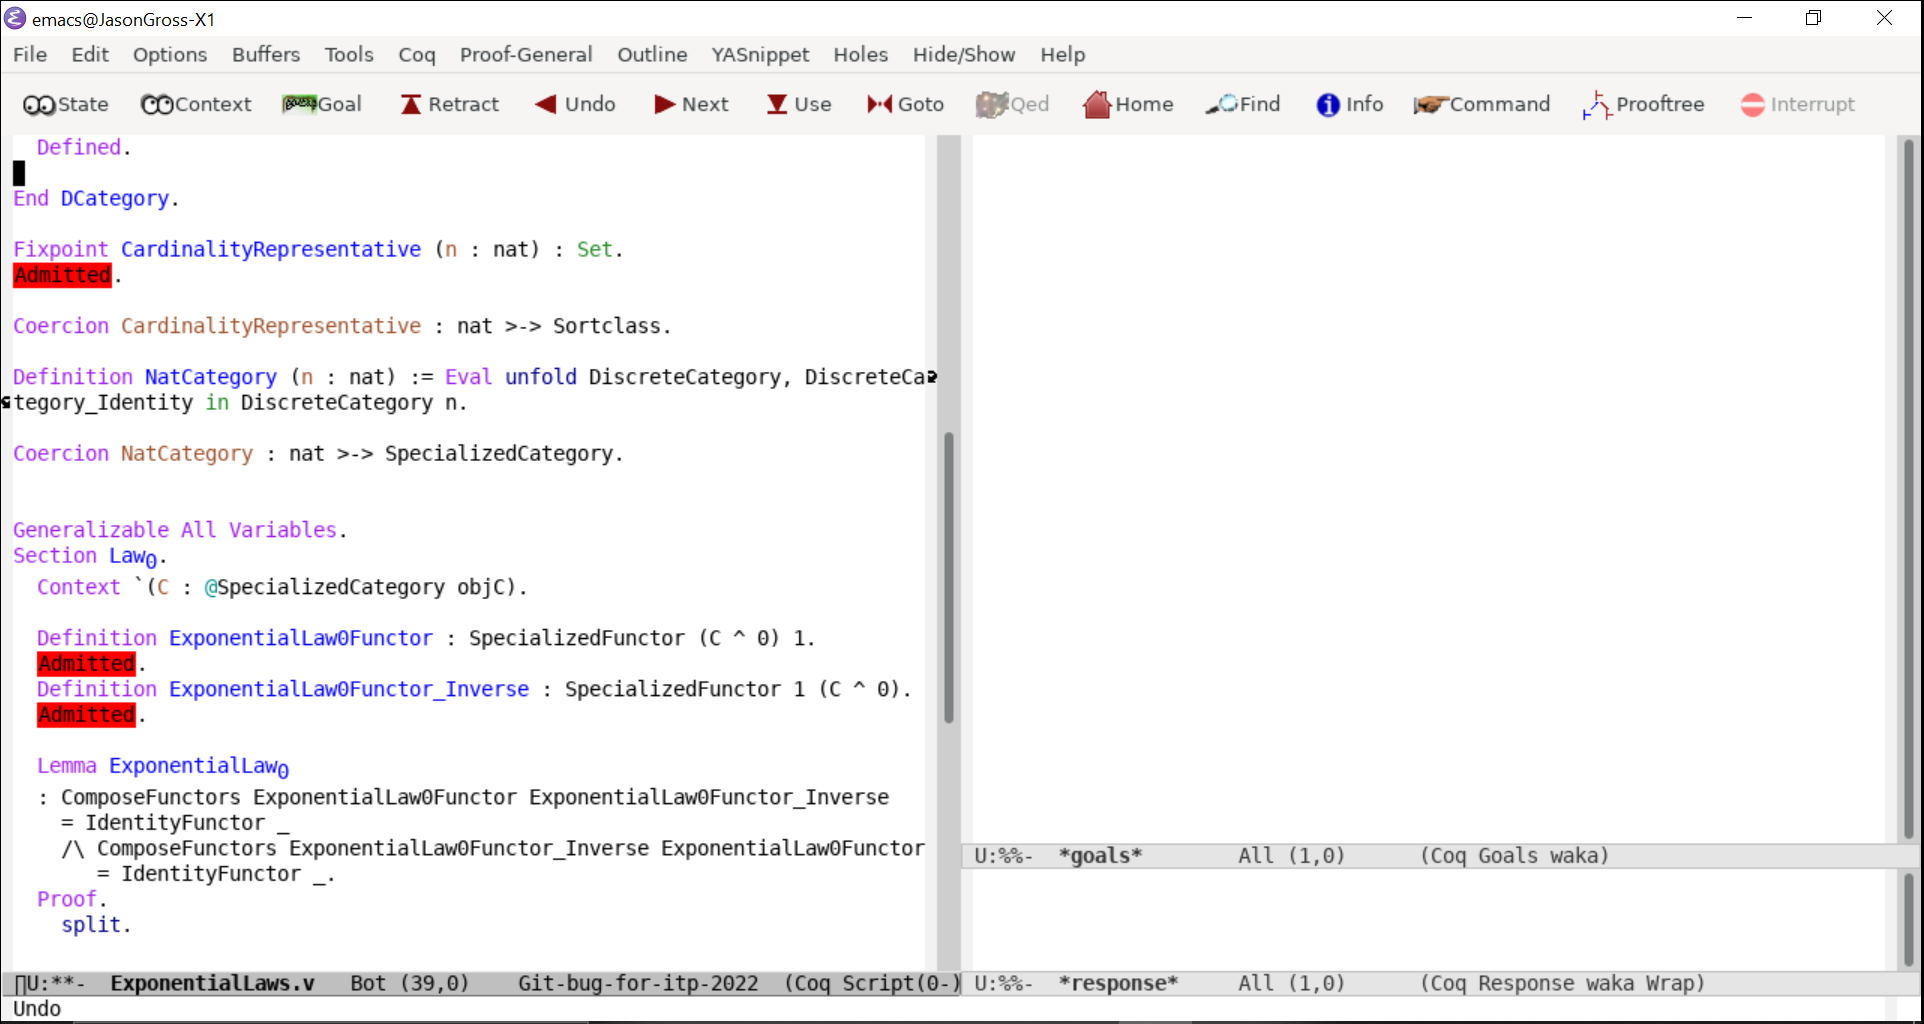 emacs@JasonGross-X1
File Edit Options Buffers Tools Coq Proof-General Outline YASnippet Holes Hide/Show Help
State Context Goal Retract Undo Next Use Goto Qed Home Find Info Command Prooftree Interrupt
Defined.
End DCategory.
Fixpoint CardinalityRepresentative (n : nat) : Set.
Admitted.
Coercion CardinalityRepresentative : nat >-> Sortclass.
Definition NatCategory (n : nat) := Eval unfold DiscreteCategory, DiscreteCa
tegory_Identity in DiscreteCategory n.
Coercion NatCategory : nat >-> SpecializedCategory.
Generalizable All Variables.
Section Law₀.
Context `(C : @SpecializedCategory objC).
Definition ExponentialLaw0Functor : SpecializedFunctor (C ^ 0) 1.
Admitted.
Definition ExponentialLaw0Functor_Inverse : SpecializedFunctor 1 (C ^ 0).
Admitted.
Lemma ExponentialLaw₀
: ComposeFunctors ExponentialLaw0Functor ExponentialLaw0Functor_Inverse
= IdentityFunctor _
/\ ComposeFunctors ExponentialLaw0Functor_Inverse ExponentialLaw0Functor
= IdentityFunctor _.
Proof.
split.
U:**- ExponentialLaws.v Bot (39,0) Git-bug-for-itp-2022 (Coq Script(0-)
Undo
U:%%- *goals* All (1,0) (Coq Goals waka)
U:%%- *response* All (1,0) (Coq Response waka Wrap)